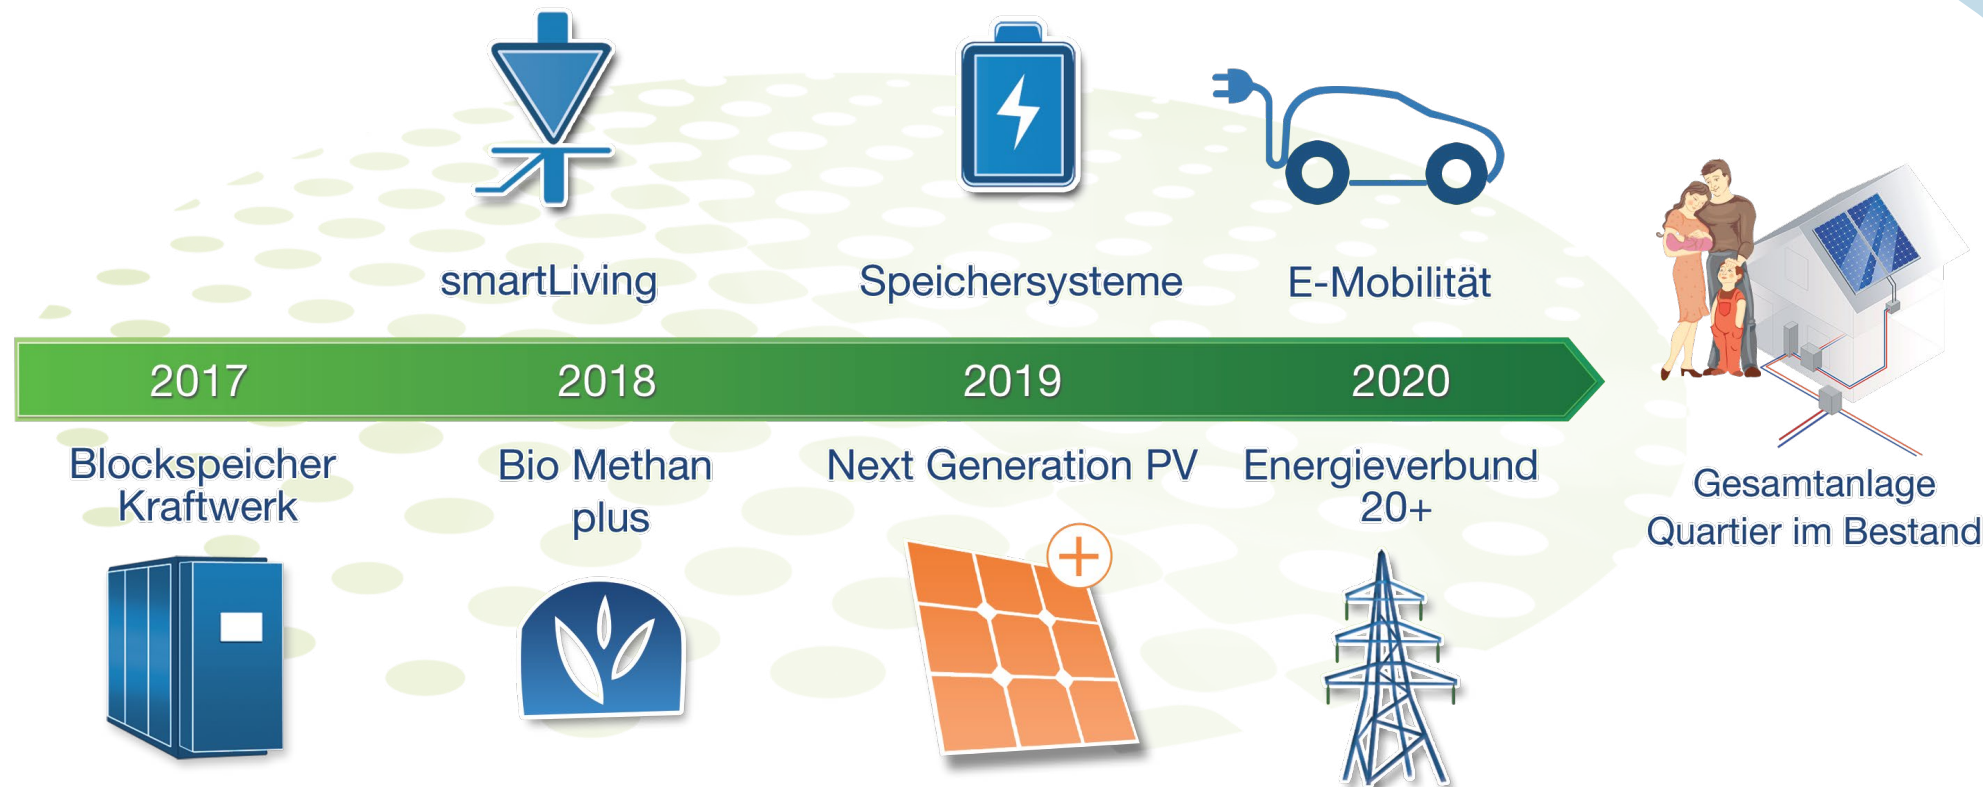 smartLiving
Speichersysteme
E-Mobilität
2017
2018
2019
2020
Blockspeicher
Kraftwerk
Bio Methan
plus
Next Generation PV
Energieverbund
20+
Gesamtanlage
Quartier im Bestand